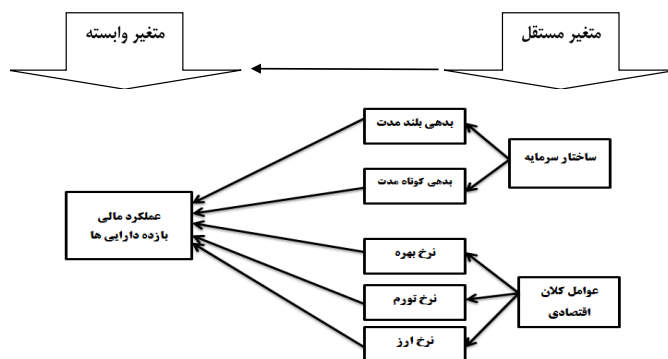 متغیر مستقل
متغیر وابسته
بدهی بلند مدت
ساختار سرمایه
بدهی کوتاه مدت
عملکرد مالی
بازده دارایی ها
نرخ بهره
عوامل کلان
اقتصادی
نرخ تورم
نرخ ارز